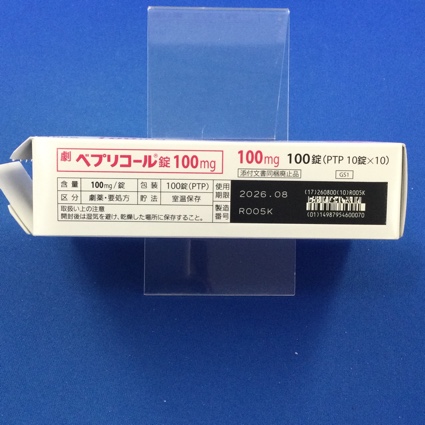 劇 ベプリコール®錠100mg
100mg 100錠(PTP 10錠×10)
添付文書同梱廃止品 GS1
含量 100mg/錠 包装 100錠(PTP)
区分 劇薬・要処方 貯法 室温保存
取扱い上の注意
開封後は湿気を避け、乾燥した場所に保存すること。
使用期限 2026.08
製造番号 R005K
(17)260800(10)R005K
(01)14987954600070